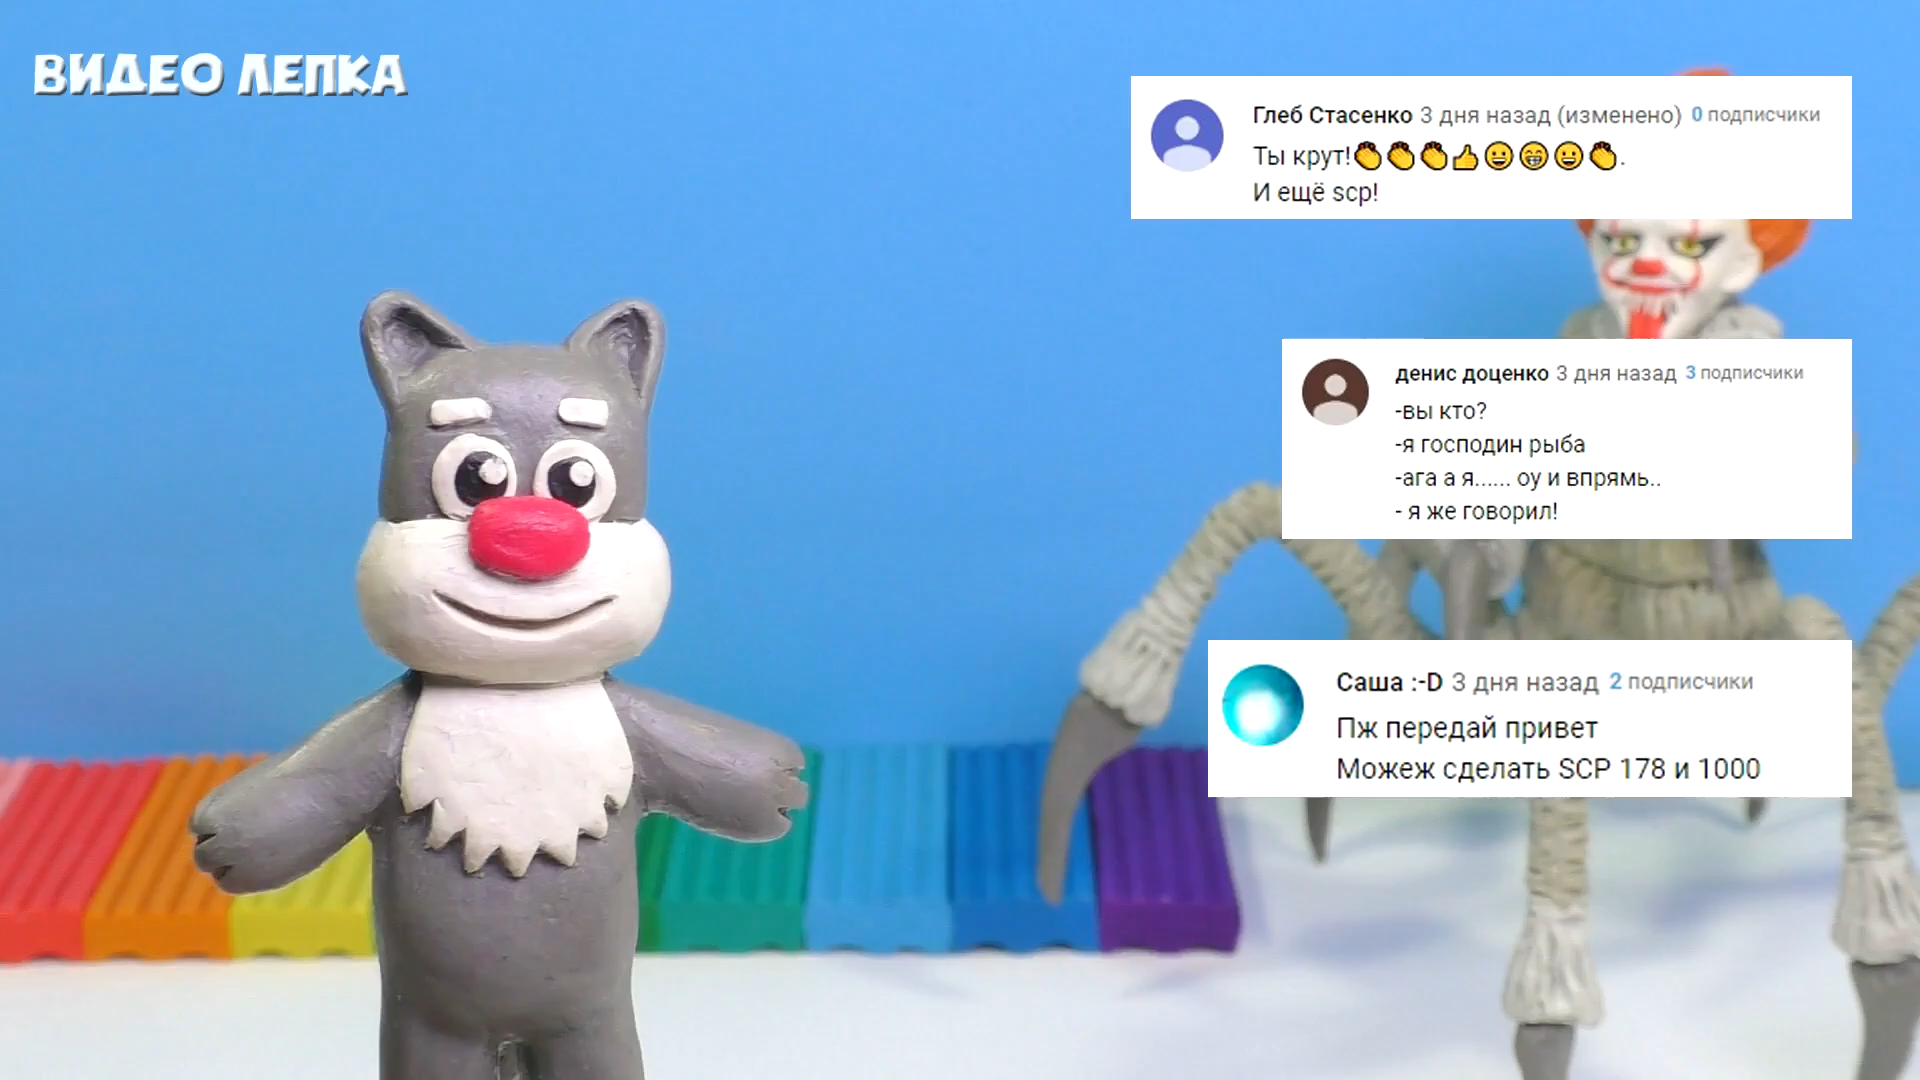 ВИДЕО ЛЕПКА
Глеб Стасенко 3 дня назад (изменено) 0 подписчики
Ты крут!👏👏👏👍😀😁😀👏.
И ещё scp!
денис доценко 3 дня назад 3 подписчики
-вы кто?
-я господин рыба
-ага а я...... оу и впрямь..
- я же говорил!
Саша :-D 3 дня назад 2 подписчики
Пж передай привет
Можеж сделать SCP 178 и 1000